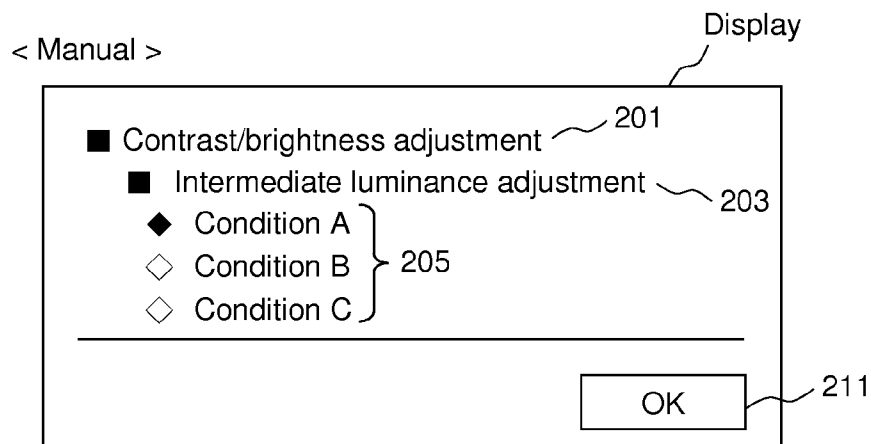 Display
< Manual >
Contrast/brightness adjustment 201
Intermediate luminance adjustment 203
Condition A
Condition B 205
Condition C
OK 211